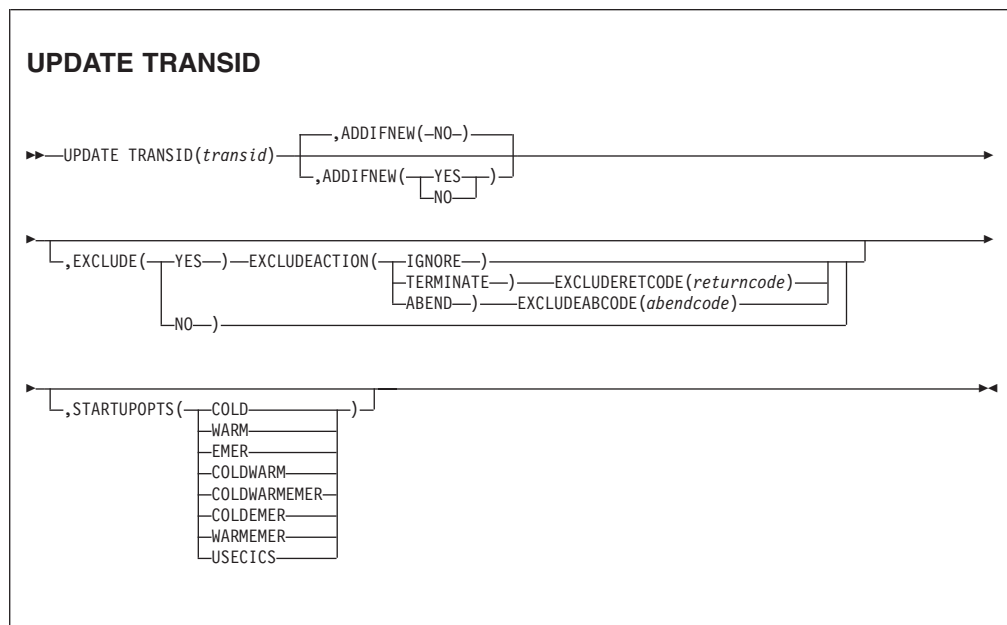 UPDATE TRANSID
,ADDIFNEW( NO )
UPDATE TRANSID(transid)
,ADDIFNEW( YES )
NO
,EXCLUDE( YES ) EXCLUDEACTION( IGNORE )
TERMINATE ) EXCLUDERETCODE(returncode)
ABEND ) EXCLUDEABCODE(abendcode)
NO )
,STARTUPOPTS( COLD )
WARM
EMER
COLDWARM
COLDWARMEMER
COLDEMER
WARMEMER
USECICS